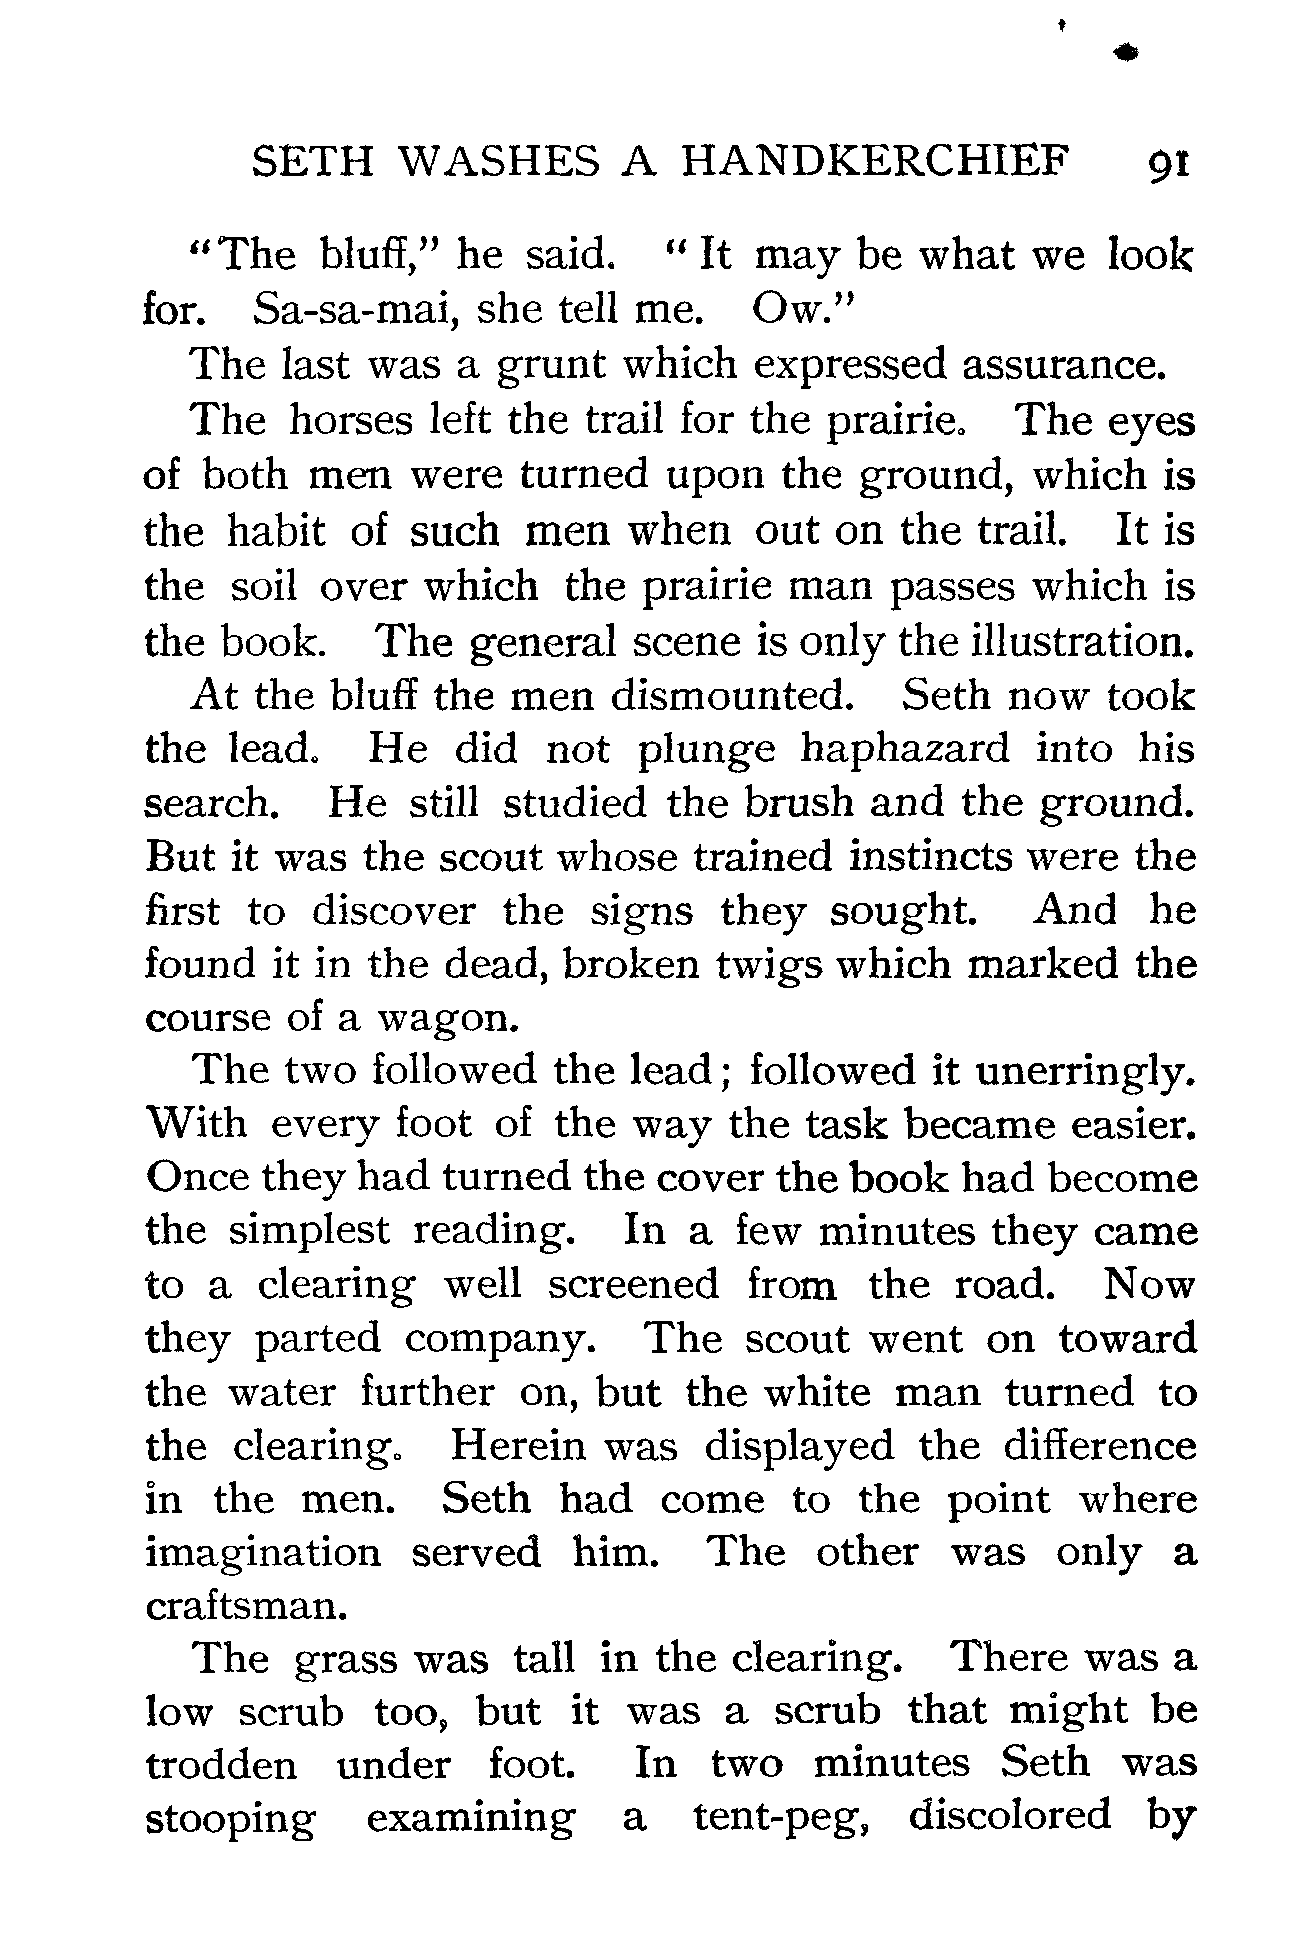 SETH WASHES A HANDKERCHIEF 91
"The bluff," he said. "It may be what we look
for. Sa-sa-mai, she tell me. Ow."
The last was a grunt which expressed assurance.
The horses left the trail for the prairie. The eyes
of both men were turned upon the ground, which is
the habit of such men when out on the trail. It is
the soil over which the prairie man passes which is
the book. The general scene is only the illustration.
At the bluff the men dismounted. Seth now took
the lead. He did not plunge haphazard into his
search. He still studied the brush and the ground.
But it was the scout whose trained instincts were the
first to discover the signs they sought. And he
found it in the dead, broken twigs which marked the
course of a wagon.
The two followed the lead; followed it unerringly.
With every foot of the way the task became easier.
Once they had turned the cover the book had become
the simplest reading. In a few minutes they came
to a clearing well screened from the road. Now
they parted company. The scout went on toward
the water further on, but the white man turned to
the clearing. Herein was displayed the difference
in the men. Seth had come to the point where
imagination served him. The other was only a
craftsman.
The grass was tall in the clearing. There was a
low scrub too, but it was a scrub that might be
trodden under foot. In two minutes Seth was
stooping examining a tent-peg, discolored by